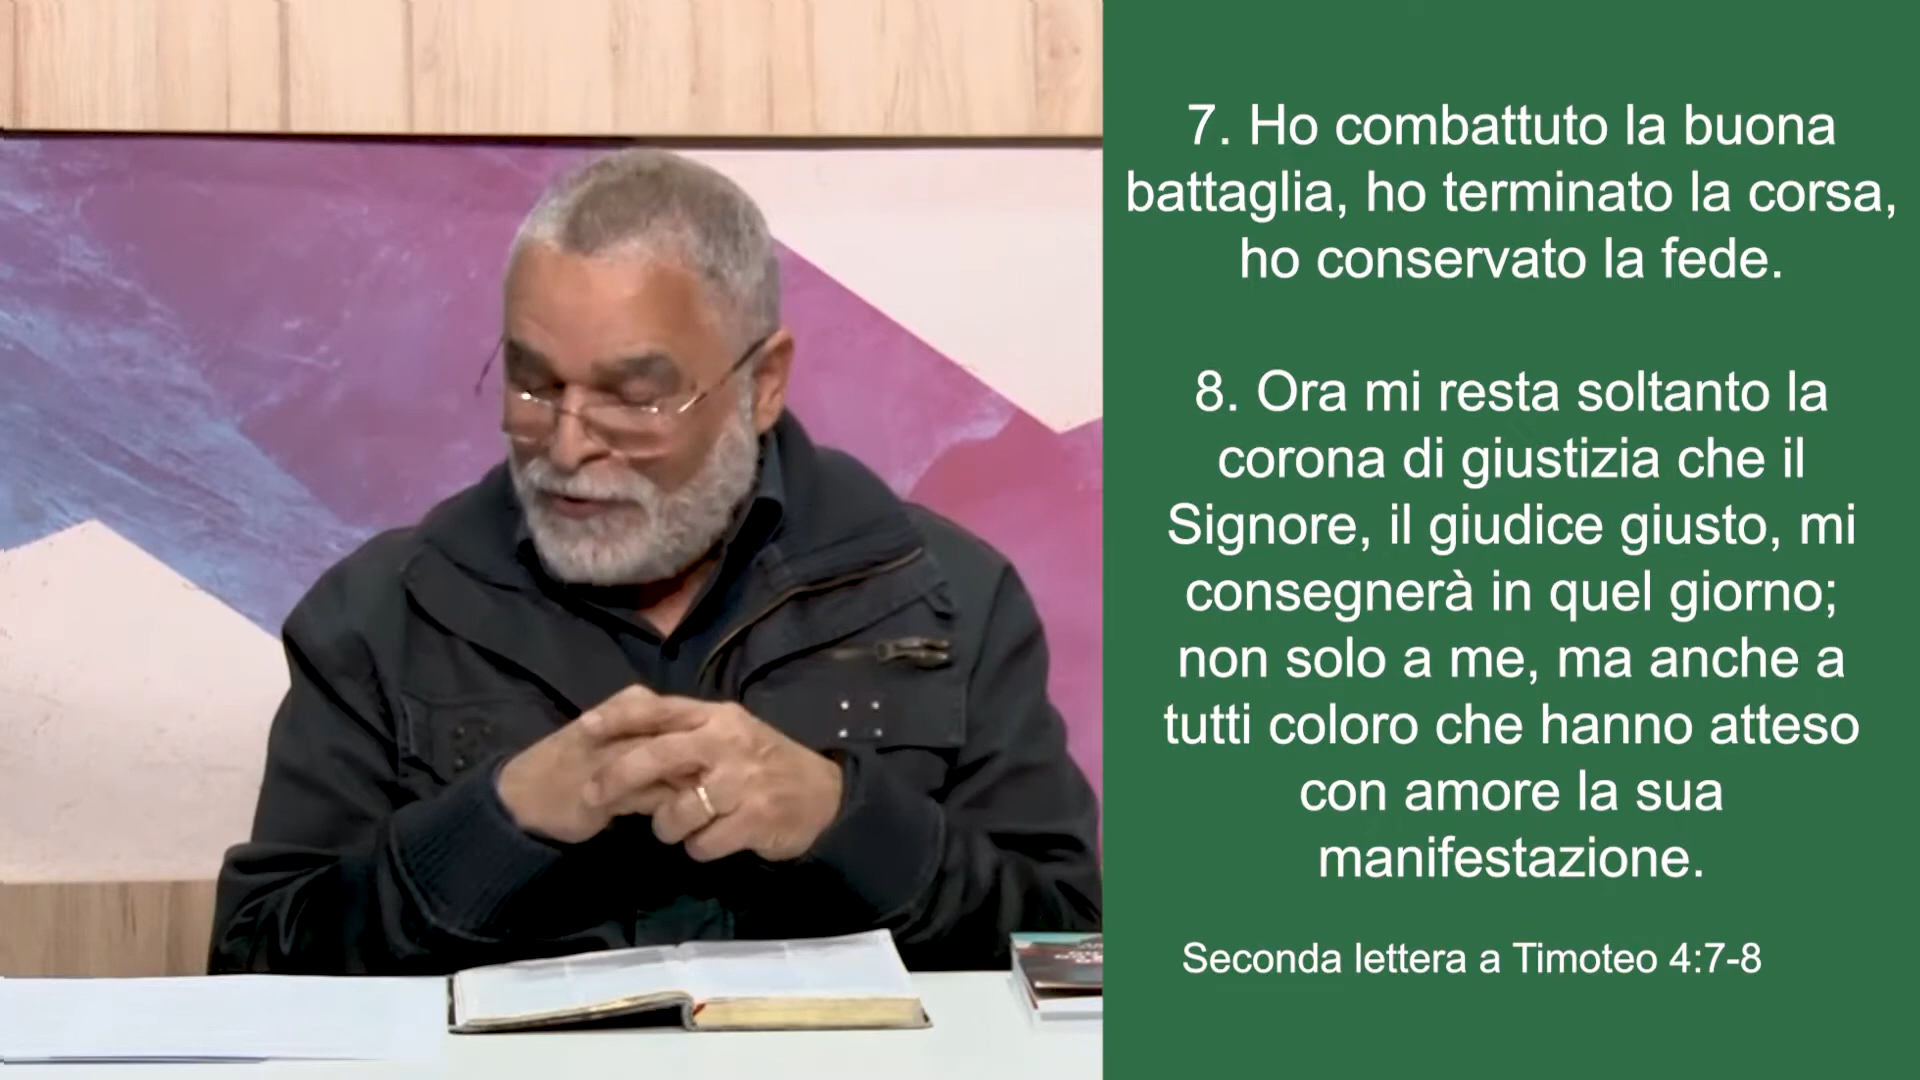 7. Ho combattuto la buona
battaglia, ho terminato la corsa,
ho conservato la fede.
8. Ora mi resta soltanto la
corona di giustizia che il
Signore, il giudice giusto, mi
consegnerà in quel giorno;
non solo a me, ma anche a
tutti coloro che hanno atteso
con amore la sua
manifestazione.
Seconda lettera a Timoteo 4:7-8